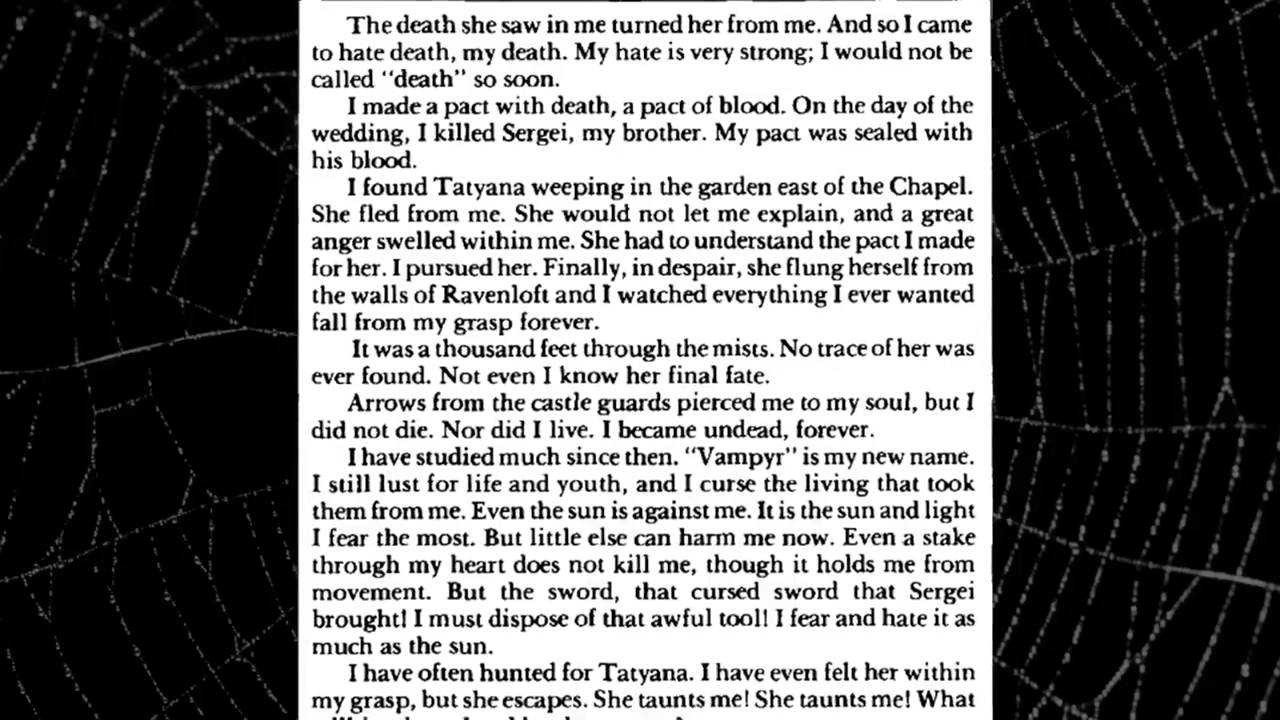 The death she saw in me turned her from me. And so I came
to hate death, my death. My hate is very strong; I would not be
called "death" so soon.
I made a pact with death, a pact of blood. On the day of the
wedding, I killed Sergei, my brother. My pact was sealed with
his blood.
I found Tatyana weeping in the garden east of the Chapel.
She fled from me. She would not let me explain, and a great
anger swelled within me. She had to understand the pact I made
for her. I pursued her. Finally, in despair, she flung herself from
the walls of Ravenloft and I watched everything I ever wanted
fall from my grasp forever.
It was a thousand feet through the mists. No trace of her was
ever found. Not even I know her final fate.
Arrows from the castle guards pierced me to my soul, but I
did not die. Nor did I live. I became undead, forever.
I have studied much since then. "Vampyr" is my new name.
I still lust for life and youth, and I curse the living that took
them from me. Even the sun is against me. It is the sun and light
I fear the most. But little else can harm me now. Even a stake
through my heart does not kill me, though it holds me from
movement. But the sword, that cursed sword that Sergei
brought! I must dispose of that awful tool! I fear and hate it as
much as the sun.
I have often hunted for Tatyana. I have even felt her within
my grasp, but she escapes. She taunts me! She taunts me! What